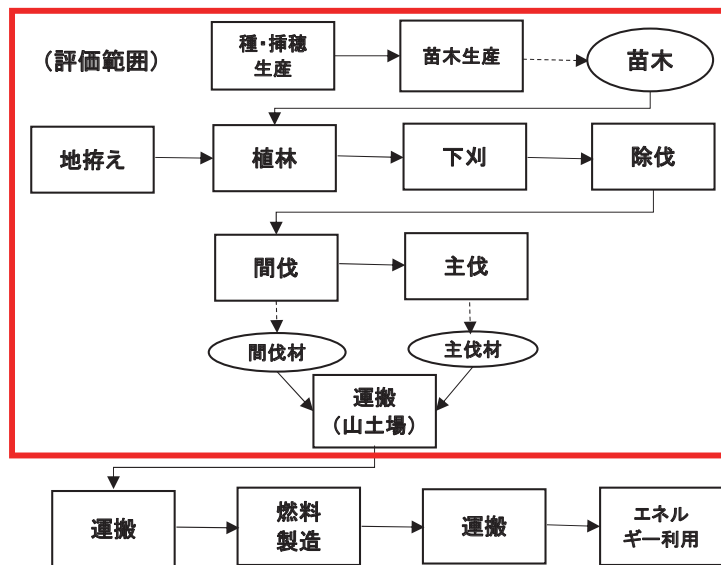 （評価範囲）
種・挿穂
生産
苗木生産
苗木
地拵え
植林
下刈
除伐
間伐
主伐
間伐材
主伐材
運搬
（山土場）
運搬
燃料
製造
運搬
エネル
ギー利用